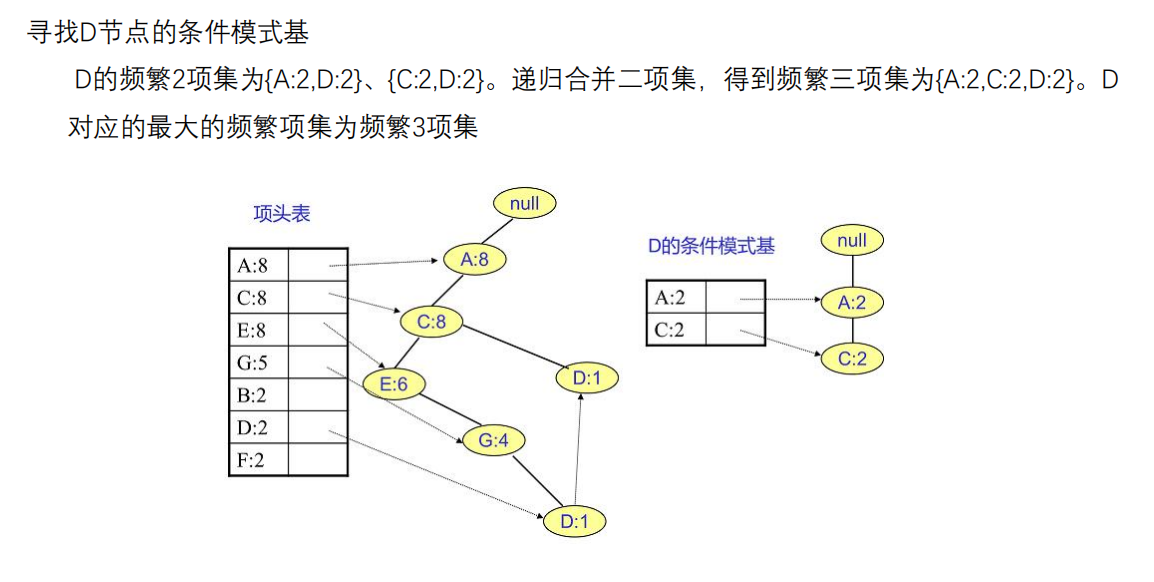 寻找D节点的条件模式基
D的频繁2项集为{A:2,D:2}、{C:2,D:2}。递归合并二项集，得到频繁三项集为{A:2,C:2,D:2}。D
对应的最大的频繁项集为频繁3项集
项头表
A:8
C:8
E:8
G:5
B:2
D:2
F:2
null
A:8
C:8
E:6
D:1
G:4
D:1
D的条件模式基
A:2
C:2
null
A:2
C:2